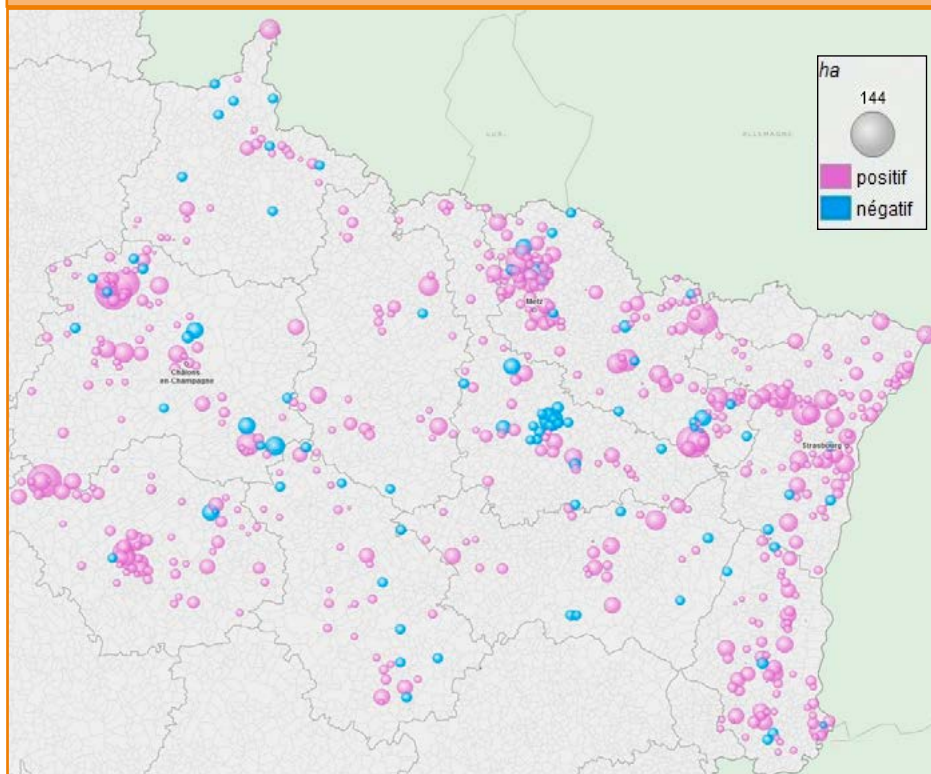 ha
144
positif
négatif
LUX.
ALLEMAGNE
Metz
Châlons
en-Champagne
Strasbourg